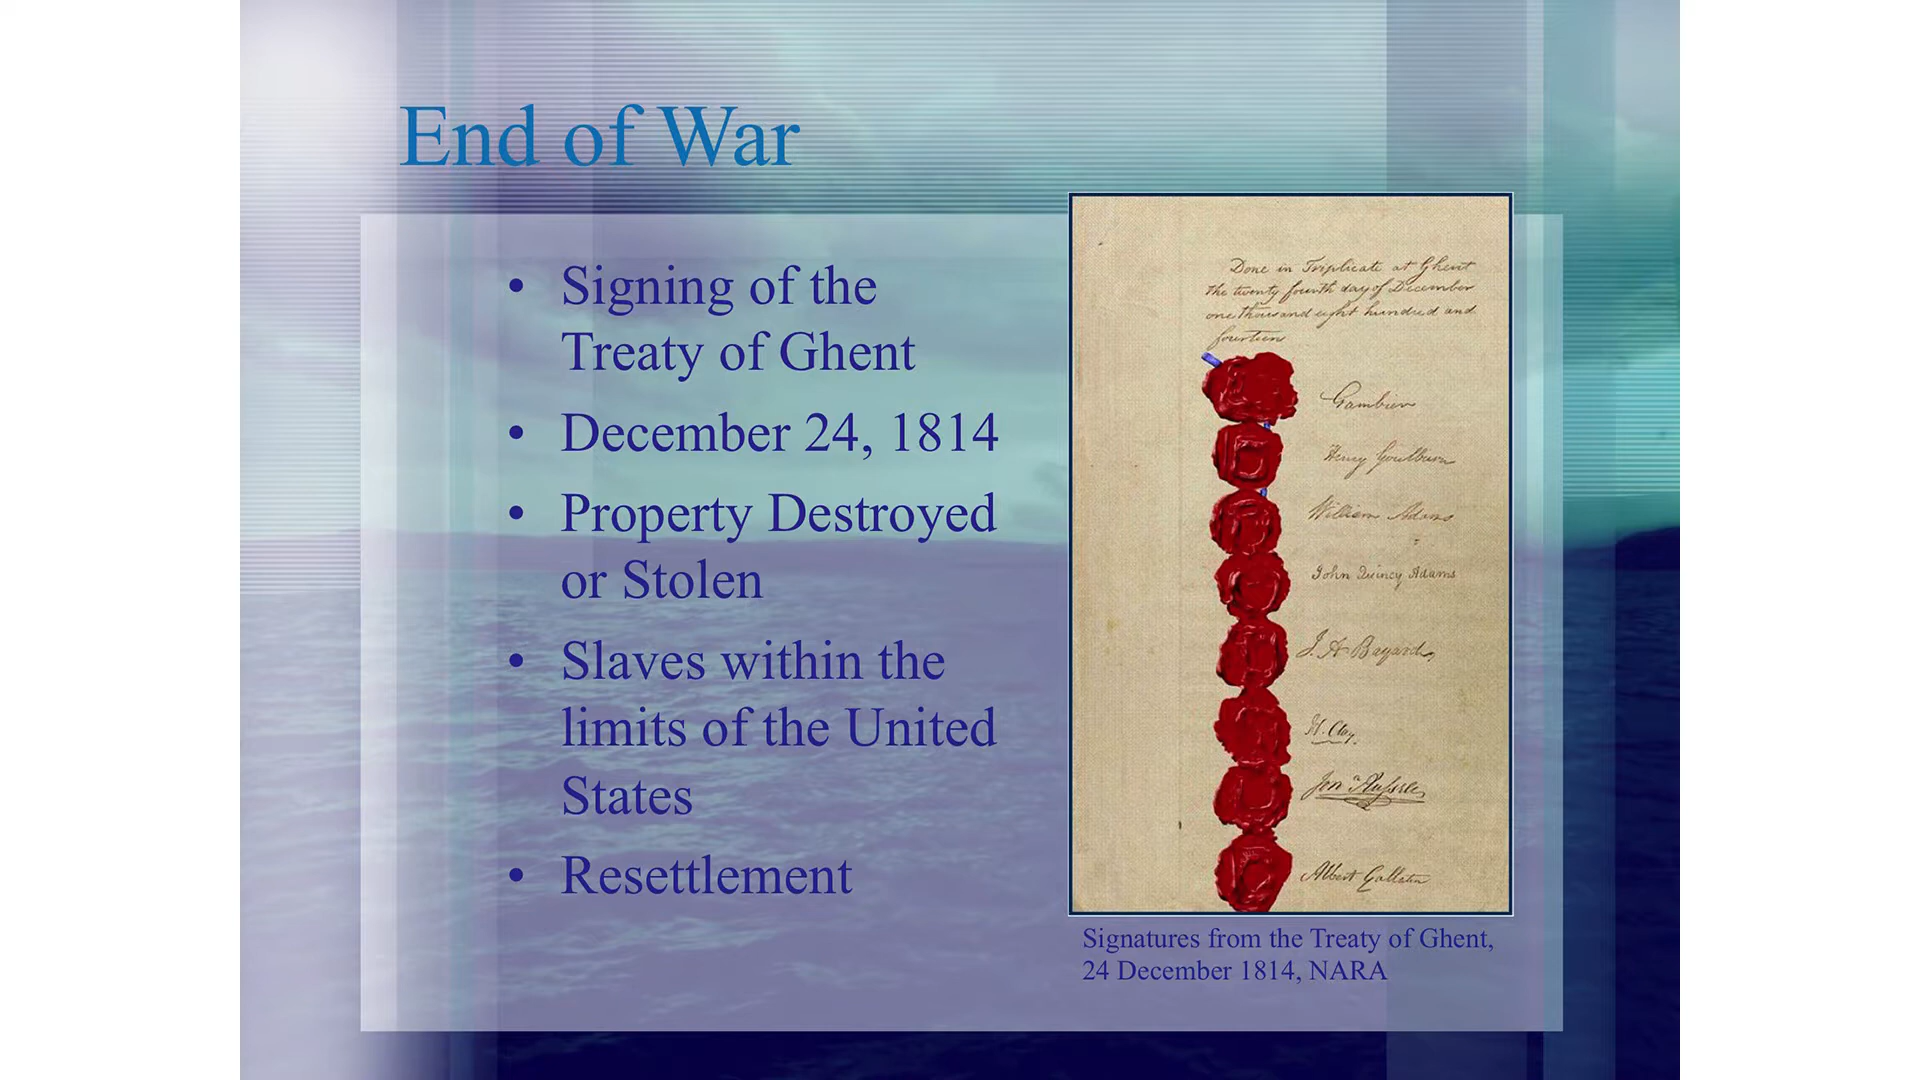 End of War
• Signing of the
Treaty of Ghent
• December 24, 1814
• Property Destroyed
or Stolen
• Slaves within the
limits of the United
States
• Resettlement
Done in Triplicate at Ghent
the twenty fourth day of December
one thousand eight hundred and
fourteen
Gambier
Henry Goulburn
William Adams
John Quincy Adams
J. A. Bayard
H. Clay.
Jon.a Russell
Albert Gallatin
Signatures from the Treaty of Ghent,
24 December 1814, NARA